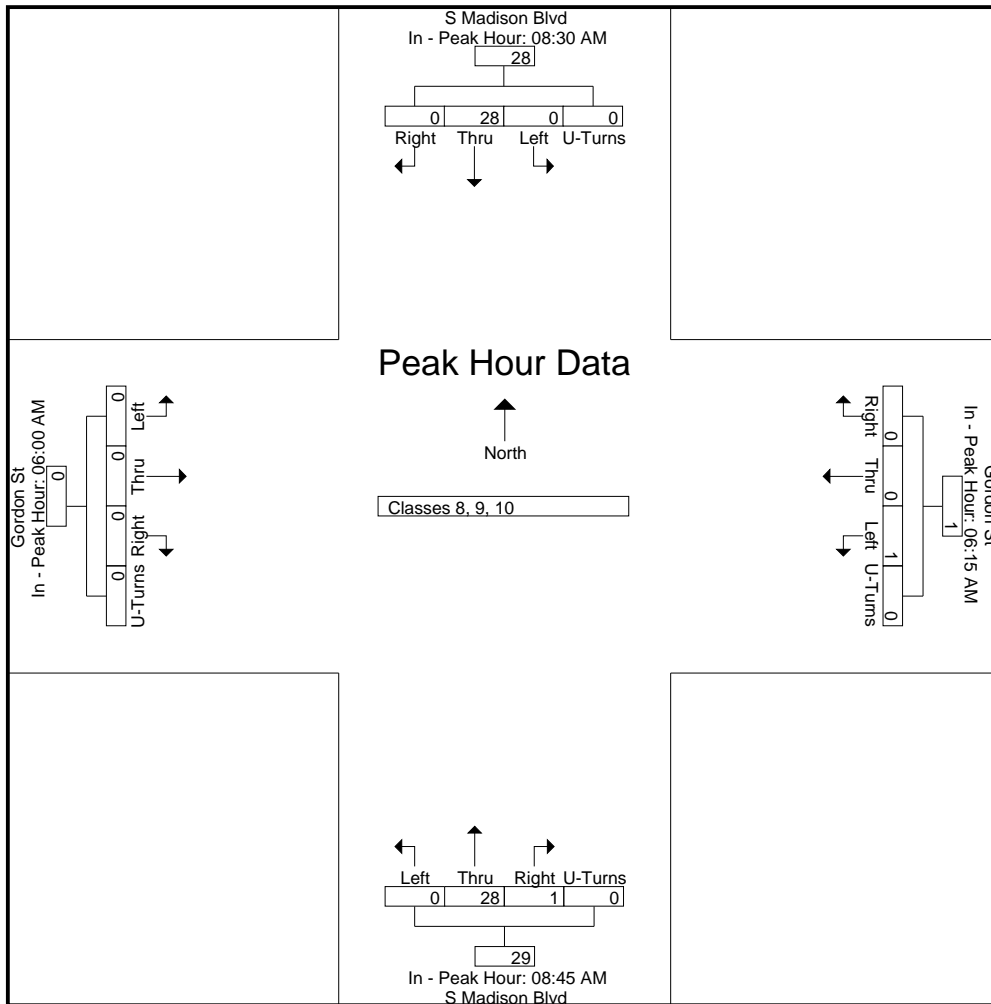 S Madison Blvd
In - Peak Hour: 08:30 AM
28
0 28 0 0
Right Thru Left U-Turns
Peak Hour Data
North
Classes 8, 9, 10
Gordon St
In - Peak Hour: 06:00 AM
0
0 0 0 0
Left Thru Right U-Turns
Gordon St
In - Peak Hour: 06:15 AM
1
0 0 1 0
Right Thru Left U-Turns
Left Thru Right U-Turns
0 28 1 0
29
In - Peak Hour: 08:45 AM
S Madison Blvd